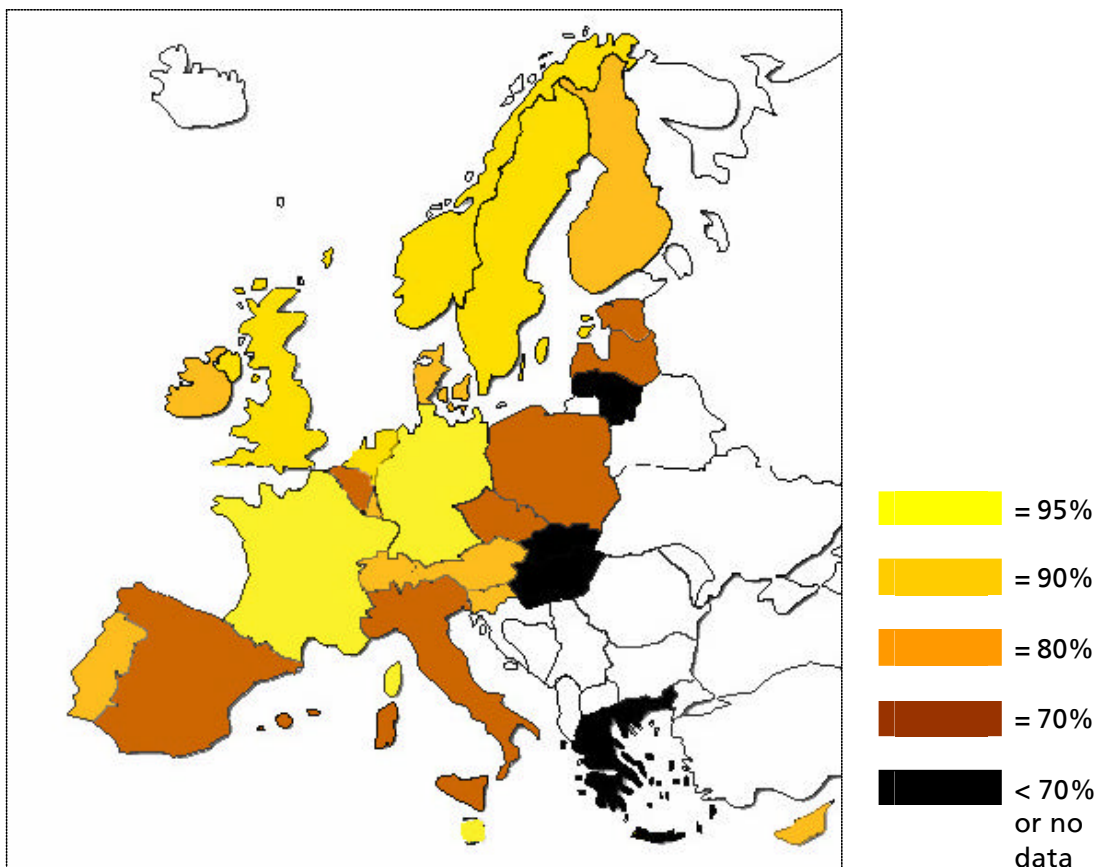 = 95%
= 90%
= 80%
= 70%
< 70%
or no
data